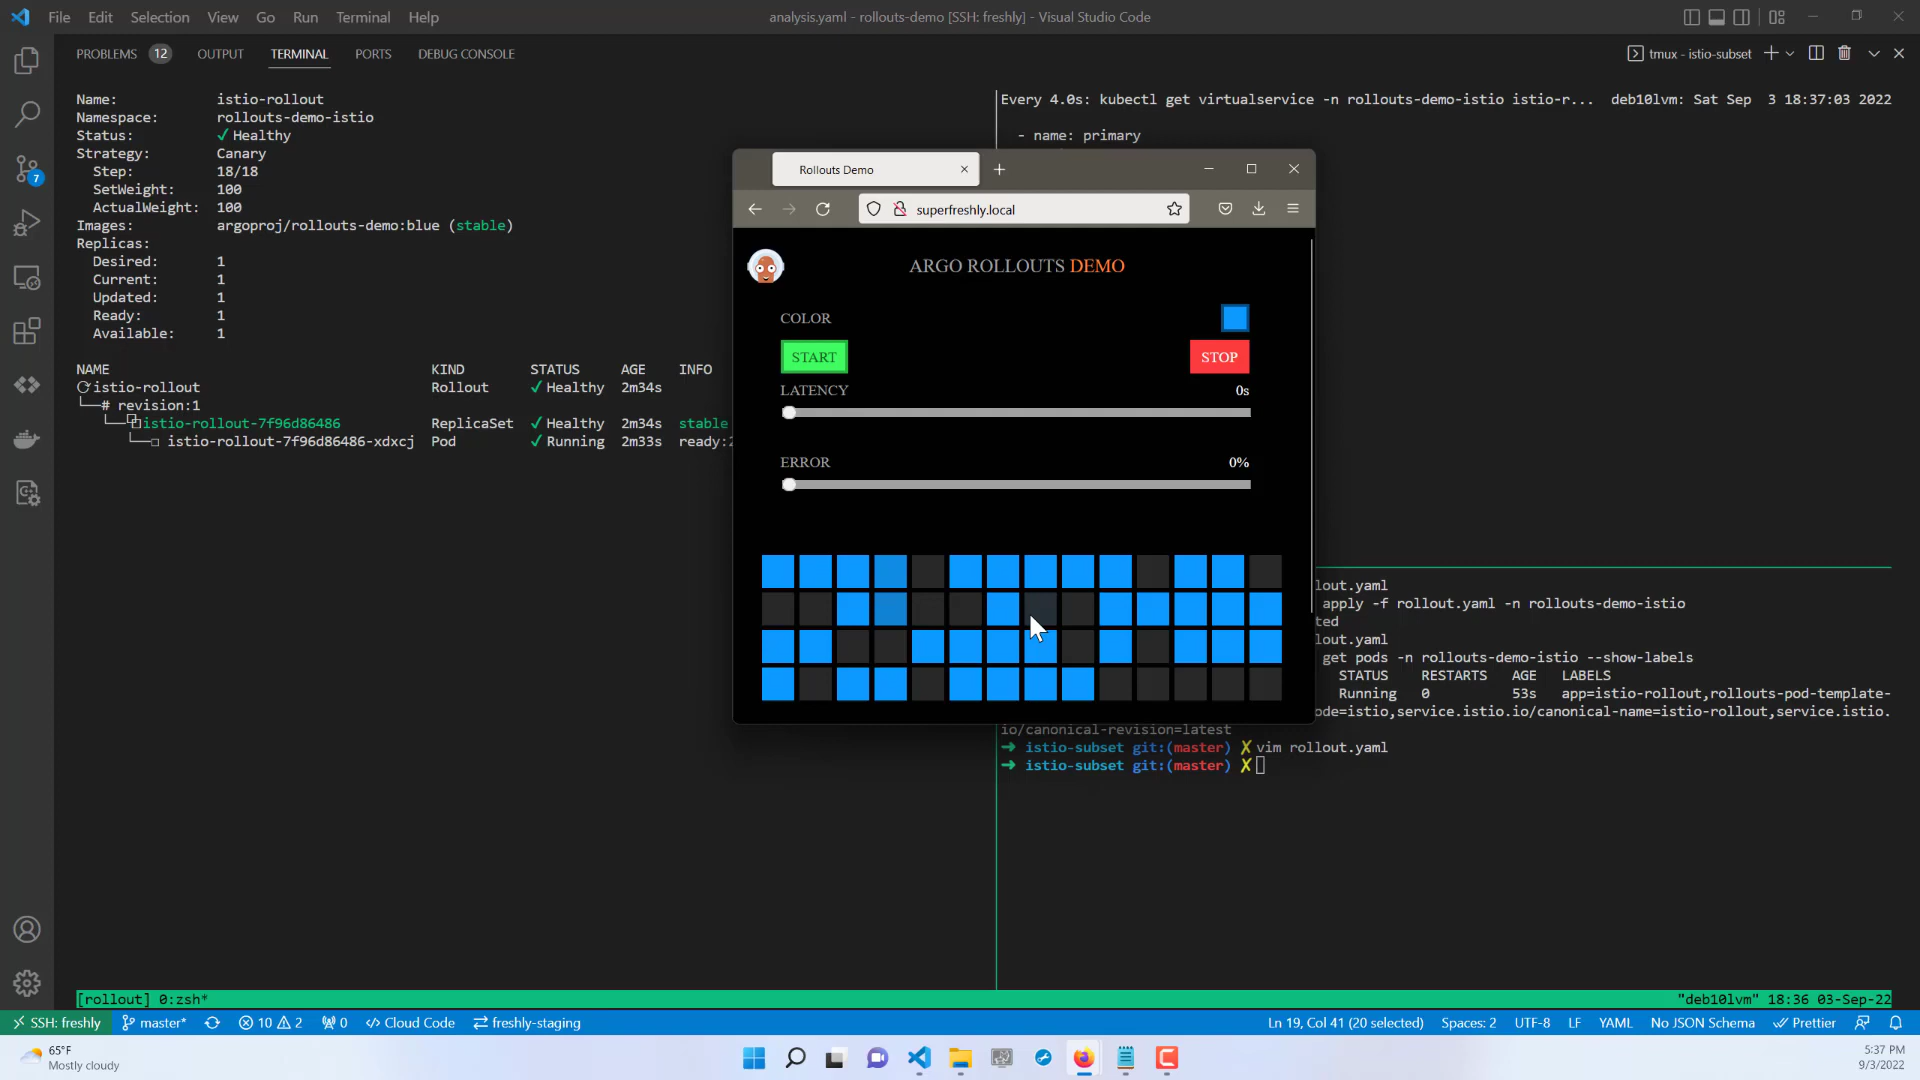 File Edit Selection View Go Run Terminal Help
analysis.yaml - rollouts-demo [SSH: freshly] - Visual Studio Code
PROBLEMS 12 OUTPUT TERMINAL PORTS DEBUG CONSOLE
tmux - istio-subset
Name: istio-rollout
Namespace: rollouts-demo-istio
Status: ✓ Healthy
Strategy: Canary
Step: 18/18
SetWeight: 100
ActualWeight: 100
Images: argoproj/rollouts-demo:blue (stable)
Replicas:
Desired: 1
Current: 1
Updated: 1
Ready: 1
Available: 1
NAME KIND STATUS AGE INFO
istio-rollout Rollout ✓ Healthy 2m34s
└──# revision:1
└──istio-rollout-7f96d86486 ReplicaSet ✓ Healthy 2m34s stable
└──□ istio-rollout-7f96d86486-xdxcj Pod ✓ Running 2m33s ready:2
Every 4.0s: kubectl get virtualservice -n rollouts-demo-istio istio-r... deb10lvm: Sat Sep 3 18:37:03 2022
- name: primary
Rollouts Demo
superfreshly.local
ARGO ROLLOUTS DEMO
COLOR
START STOP
LATENCY 0s
ERROR 0%
lout.yaml
apply -f rollout.yaml -n rollouts-demo-istio
ted
lout.yaml
get pods -n rollouts-demo-istio --show-labels
STATUS RESTARTS AGE LABELS
Running 0 53s app=istio-rollout,rollouts-pod-template-
ode=istio,service.istio.io/canonical-name=istio-rollout,service.istio.
io/canonical-revision=latest
➜ istio-subset git:(master) ✗ vim rollout.yaml
➜ istio-subset git:(master) ✗
[rollout] 0:zsh* "deb10lvm" 18:36 03-Sep-22
SSH: freshly master* 10 2 0 Cloud Code freshly-staging
Ln 19, Col 41 (20 selected) Spaces: 2 UTF-8 LF YAML No JSON Schema Prettier
7
65°F
Mostly cloudy
5:37 PM
9/3/2022